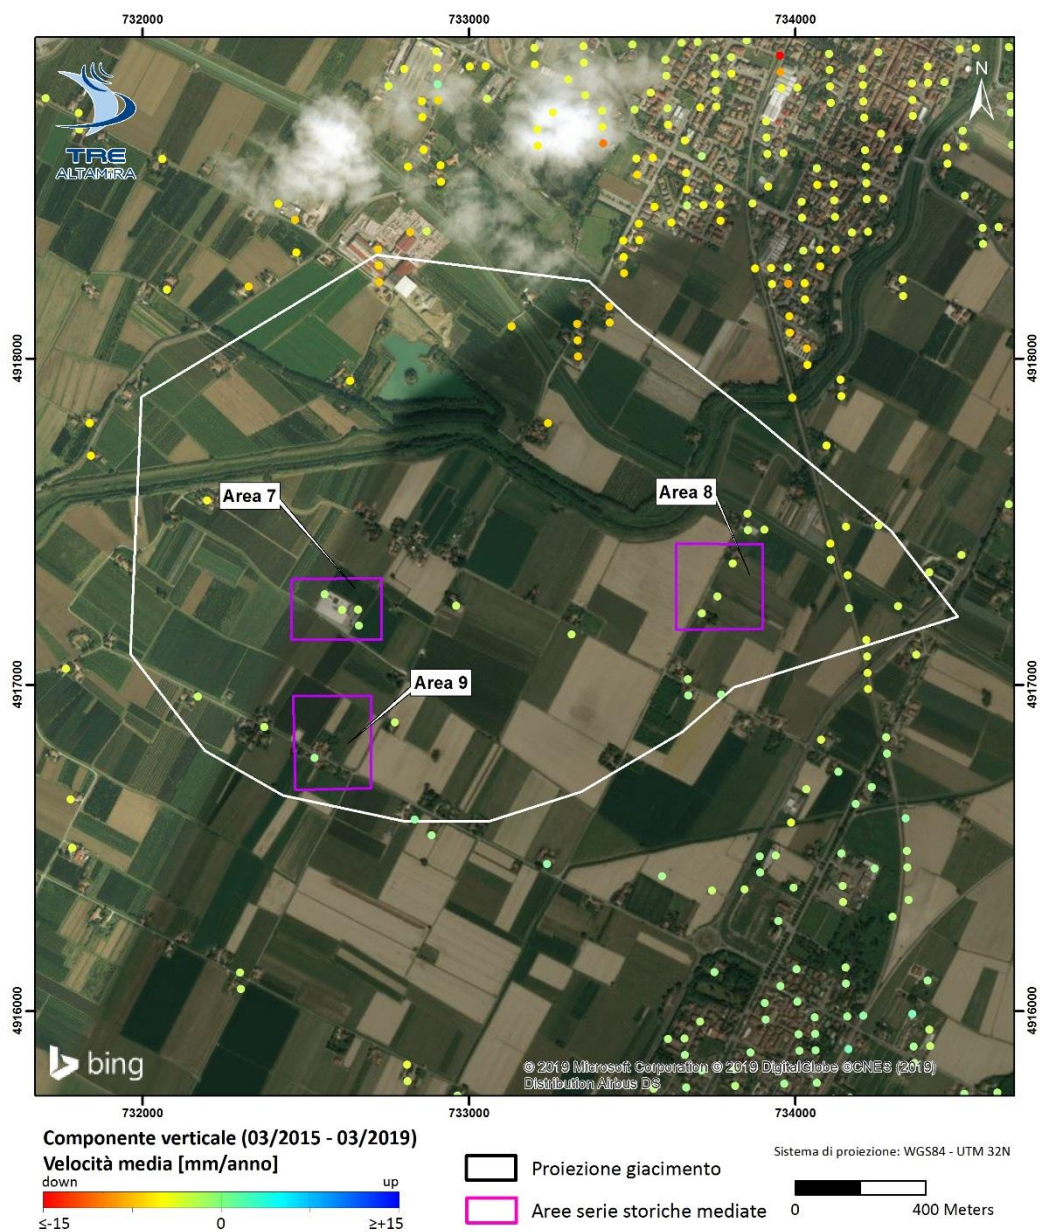 732000 733000 734000
TRE
ALTAMIRA
N
4918000 4918000
Area 7
Area 8
4917000 4917000
Area 9
4916000 4916000
bing
© 2019 Microsoft Corporation © 2019 DigitalGlobe ©CNES (2019)
Distribution Airbus DS
732000 733000 734000
Componente verticale (03/2015 - 03/2019)
Velocità media [mm/anno]
down up
≤-15 0 ≥+15
Proiezione giacimento
Aree serie storiche mediate
Sistema di proiezione: WGS84 - UTM 32N
0 400 Meters